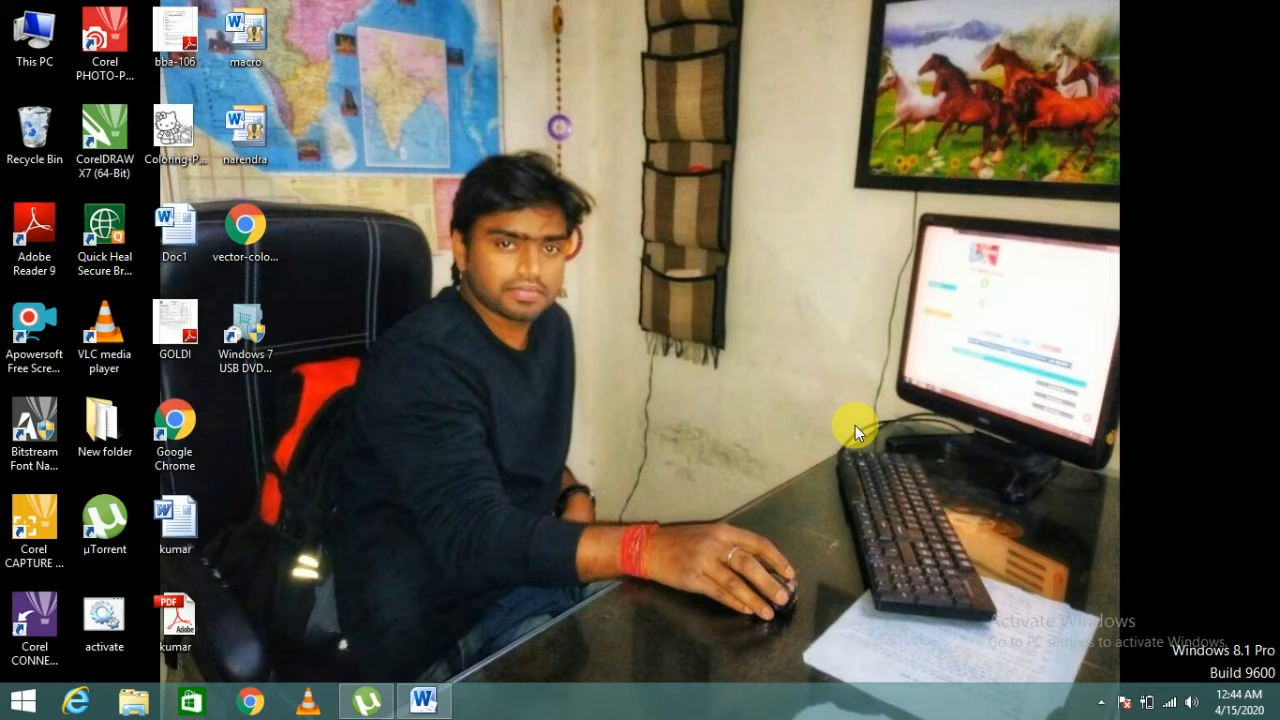 This PC
Corel
PHOTO-P...
bba-106
macro
Recycle Bin
CorelDRAW
X7 (64-Bit)
Coloring-P...
narendra
Adobe
Reader 9
Quick Heal
Secure Br...
Doc1
vector-colo...
Apowersoft
Free Scre...
VLC media
player
GOLDI
Windows 7
USB DVD...
Bitstream
Font Na...
New folder
Google
Chrome
Corel
CAPTURE ...
µTorrent
kumar
Corel
CONNE...
activate
PDF
Adobe
kumar
Activate Windows
Go to PC settings to activate Windows.
Windows 8.1 Pro
Build 9600
12:44 AM
4/15/2020